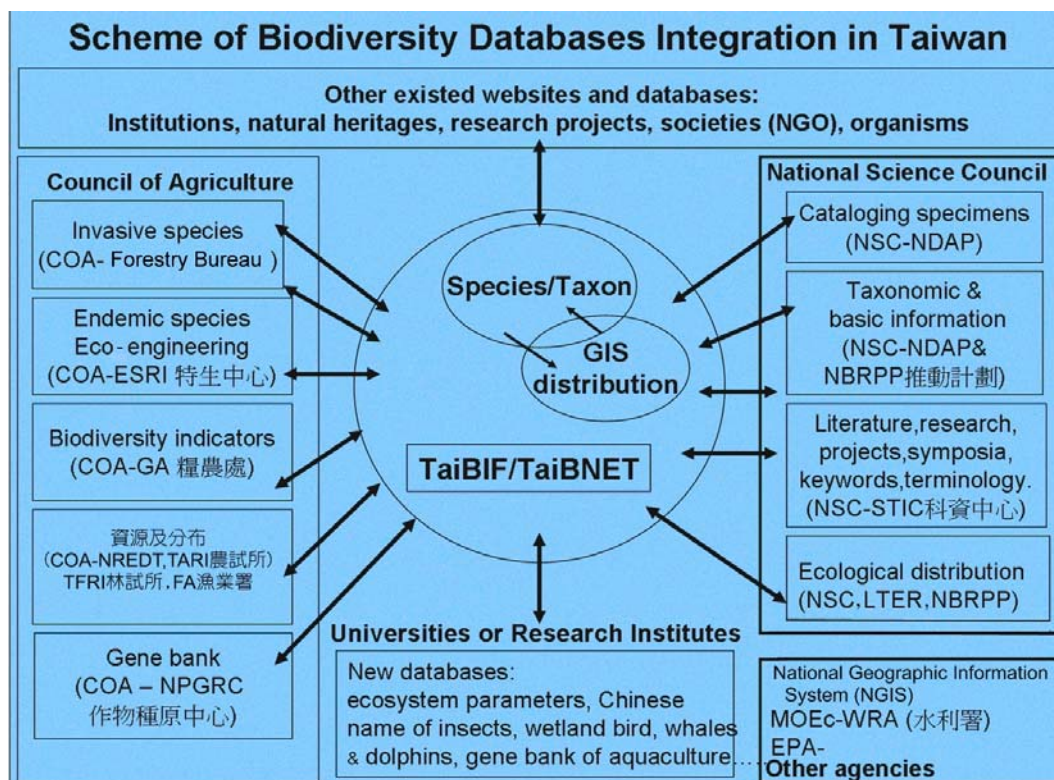 Scheme of Biodiversity Databases Integration in Taiwan
Other existed websites and databases:
Institutions, natural heritages, research projects, societies (NGO), organisms
Council of Agriculture
Invasive species
(COA- Forestry Bureau )
Endemic species
Eco-engineering
(COA-ESRI 特生中心)
Biodiversity indicators
(COA-GA 糧農處)
資源及分布
(COA-NREDT,TARI農試所)
TFRI林試所.FA漁業署
Gene bank
(COA – NPGRC
作物種原中心)
Species/Taxon
GIS
distribution
TaiBIF/TaiBNET
Universities or Research Institutes
New databases:
ecosystem parameters, Chinese
name of insects, wetland bird, whales
& dolphins, gene bank of aquaculture.....
National Science Council
Cataloging specimens
(NSC-NDAP)
Taxonomic &
basic information
(NSC-NDAP&
NBRPP推動計劃)
Literature,research,
projects,symposia,
keywords,terminology.
(NSC-STIC科資中心)
Ecological distribution
(NSC,LTER,NBRPP)
National Geographic Information
System (NGIS)
MOEc-WRA (水利署)
EPA-
Other agencies